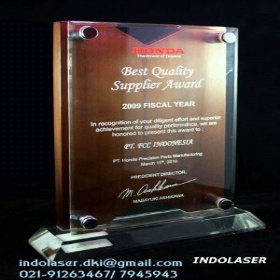 HONDA
The Power of Dreams
Best Quality
Supplier Award
2009 FISCAL YEAR
In recognition of your diligent effort and superior
achievement for quality performance, we are
honored to present this award to :
PT. FCC INDONESIA
PT. Honda Precision Parts Manufacturing
March 11th, 2010
PRESIDENT DIRECTOR,
MASAYUKI ASHIKAWA
indolaser.dki@gmail.com
021-91263467/ 7945943
INDOLASER